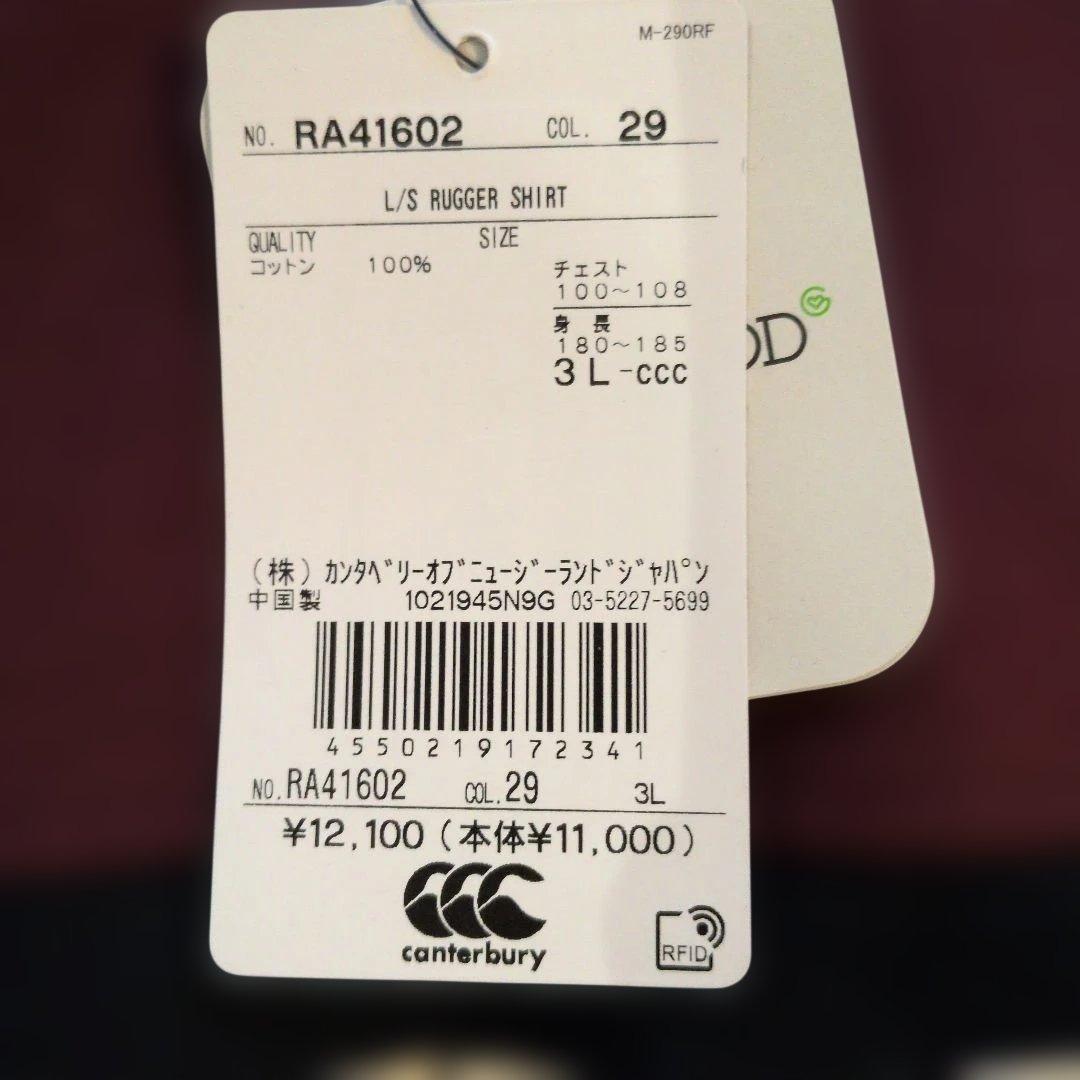 M-290RF
NO. RA41602 COL. 29
L/S RUGGER SHIRT
QUALITY SIZE
コットン 100%
チェスト
100~108
身 長
180~185
3L-ccc
OD
(株)カンタベリーオブニュージーランドジャパン
中国製 1021945N9G 03-5227-5699
4550219172341
NO.RA41602 COL.29 3L
¥12,100(本体¥11,000)
canterbury
RFID